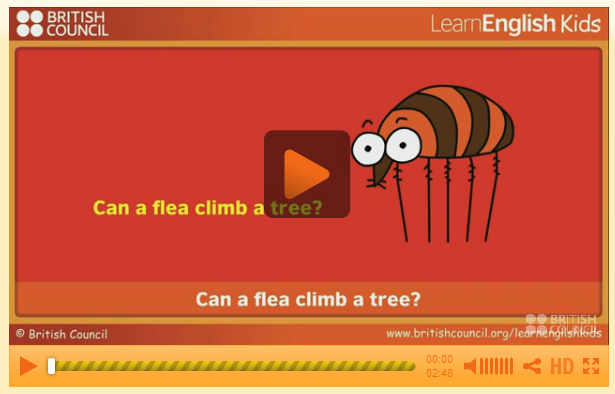 BRITISH
COUNCIL
LearnEnglish Kids
Can a flea climb a tree?
Can a flea climb a tree?
BRITISH
COUNCIL
© British Council
www.britishcouncil.org/learnenglishkids
00:00
02:48
HD